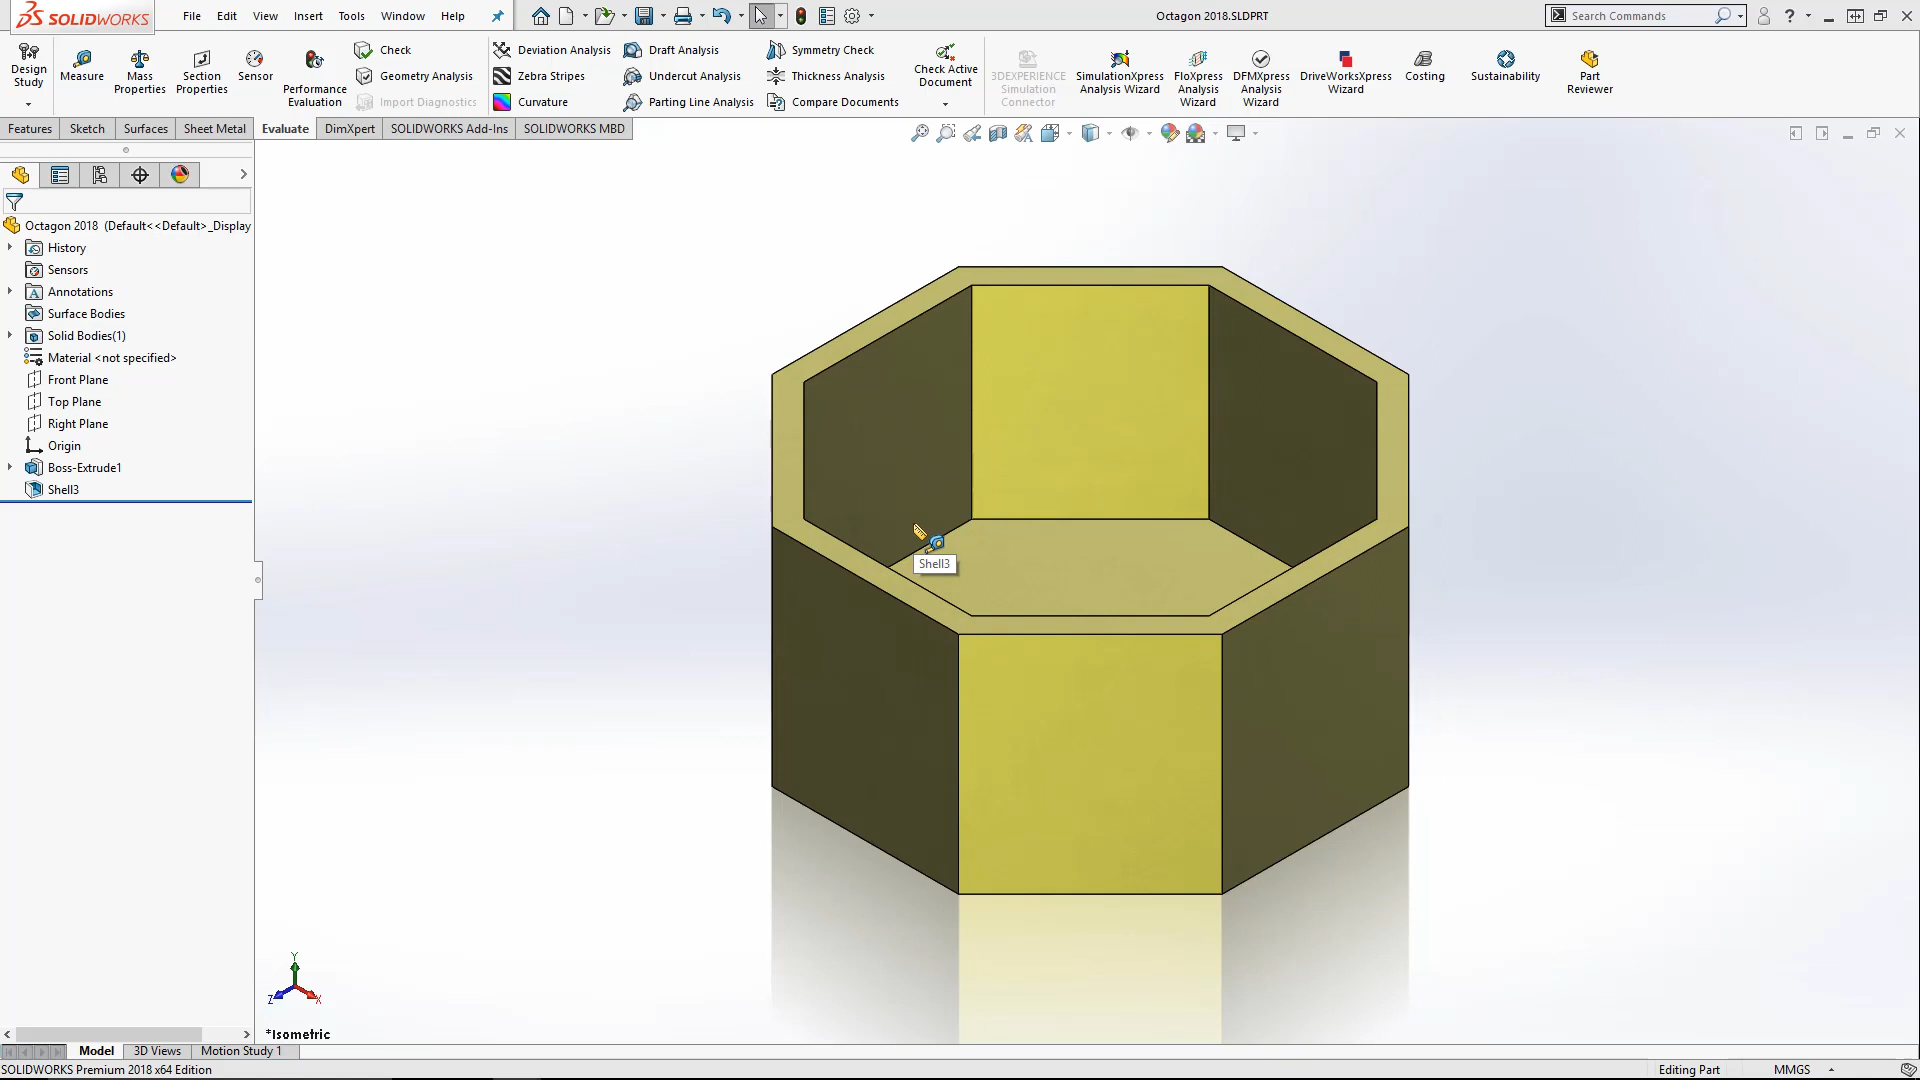 SOLIDWORKS File Edit View Insert Tools Window Help Octagon 2018.SLDPRT Search Commands
Design Study
Measure
Mass Properties
Section Properties
Sensor
Performance Evaluation
Check
Geometry Analysis
Import Diagnostics
Deviation Analysis
Zebra Stripes
Curvature
Draft Analysis
Undercut Analysis
Parting Line Analysis
Symmetry Check
Thickness Analysis
Compare Documents
Check Active Document
3DEXPERIENCE Simulation Connector
SimulationXpress Analysis Wizard
FloXpress Analysis Wizard
DFMXpress Analysis Wizard
DriveWorksXpress Wizard
Costing
Sustainability
Part Reviewer
Features Sketch Surfaces Sheet Metal Evaluate DimXpert SOLIDWORKS Add-Ins SOLIDWORKS MBD
Octagon 2018 (Default<<Default>_Display
History
Sensors
Annotations
Surface Bodies
Solid Bodies(1)
Material <not specified>
Front Plane
Top Plane
Right Plane
Origin
Boss-Extrude1
Shell3
Shell3
Y
Z X
*Isometric
Model 3D Views Motion Study 1
SOLIDWORKS Premium 2018 x64 Edition Editing Part MMGS